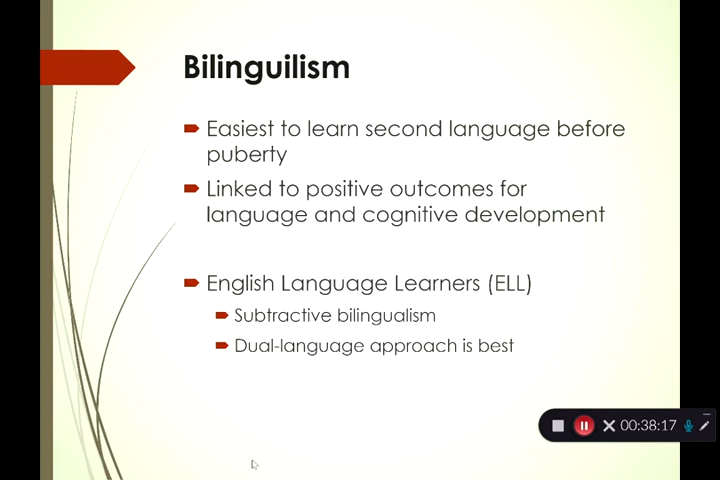 Bilinguilism
Easiest to learn second language before
puberty
Linked to positive outcomes for
language and cognitive development
English Language Learners (ELL)
Subtractive bilingualism
Dual-language approach is best
00:38:17